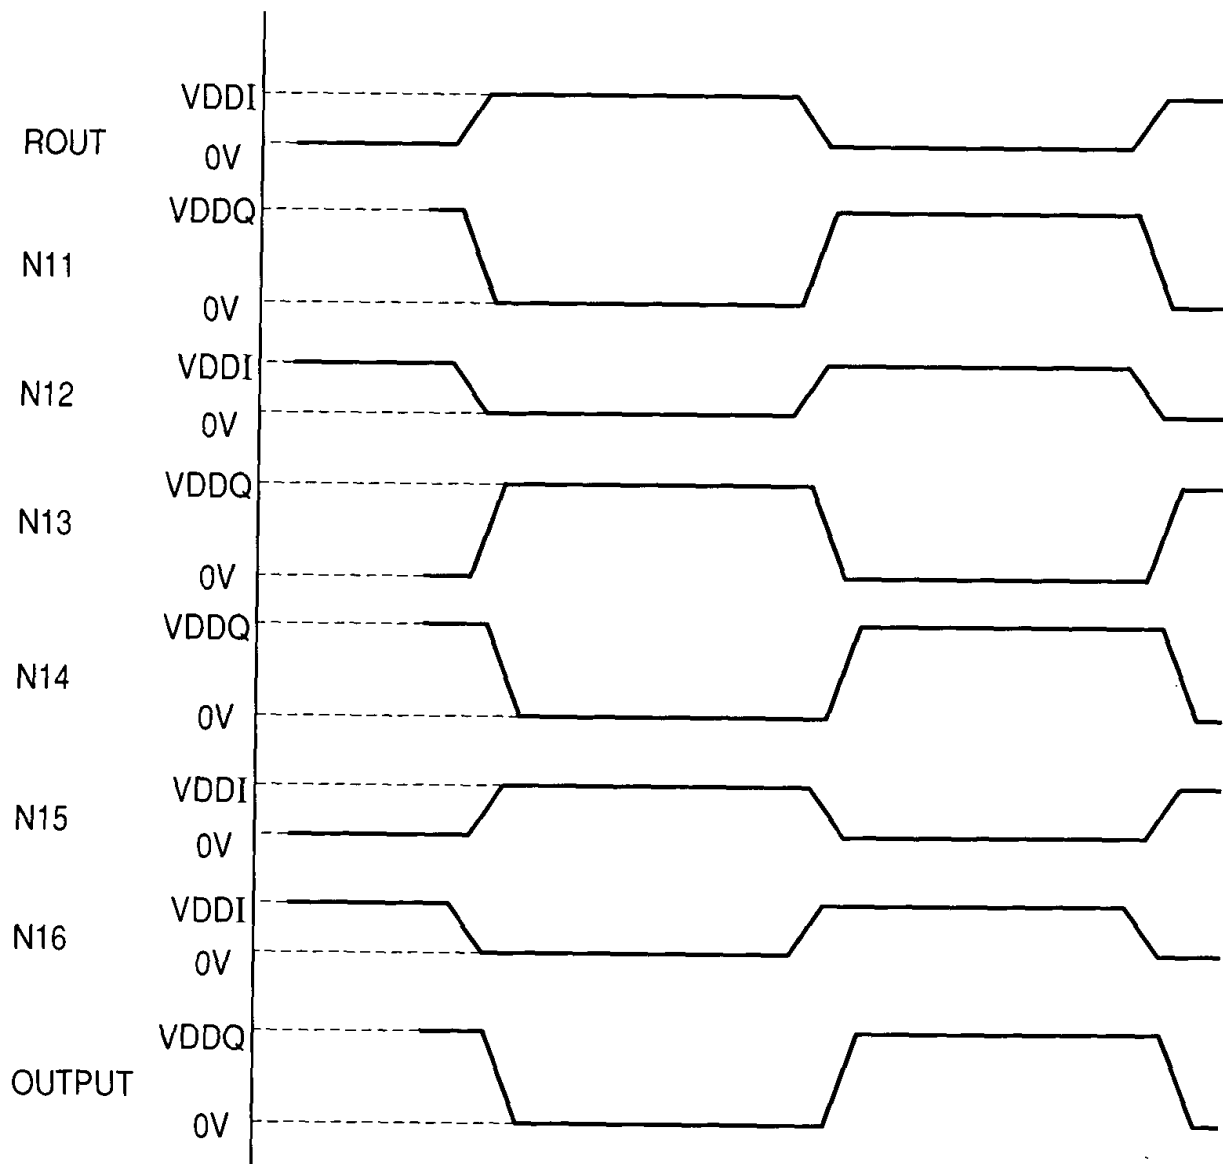 VDDI
ROUT
0V
VDDQ
N11
0V
VDDI
N12
0V
VDDQ
N13
0V
VDDQ
N14
0V
VDDI
N15
0V
VDDI
N16
0V
VDDQ
OUTPUT
0V